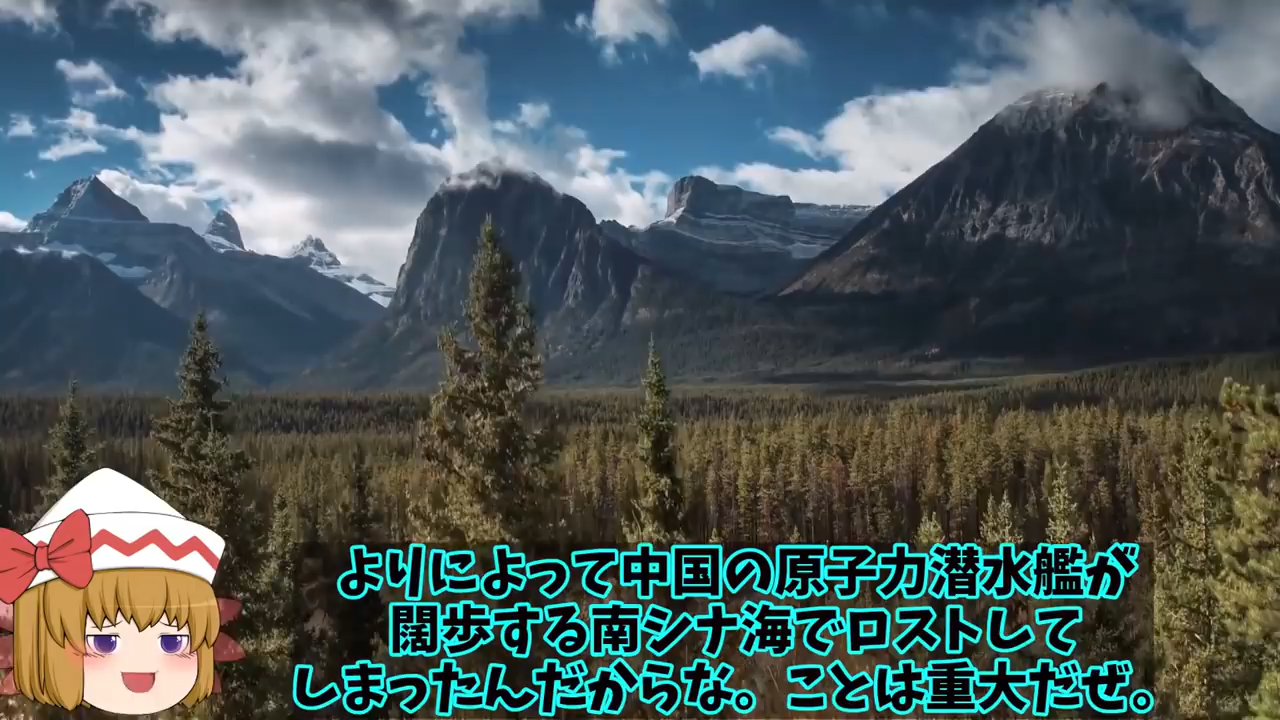 よりによって中国の原子力潜水艦が
闊歩する南シナ海でロストして
しまったんだからな。ことは重大だぜ。